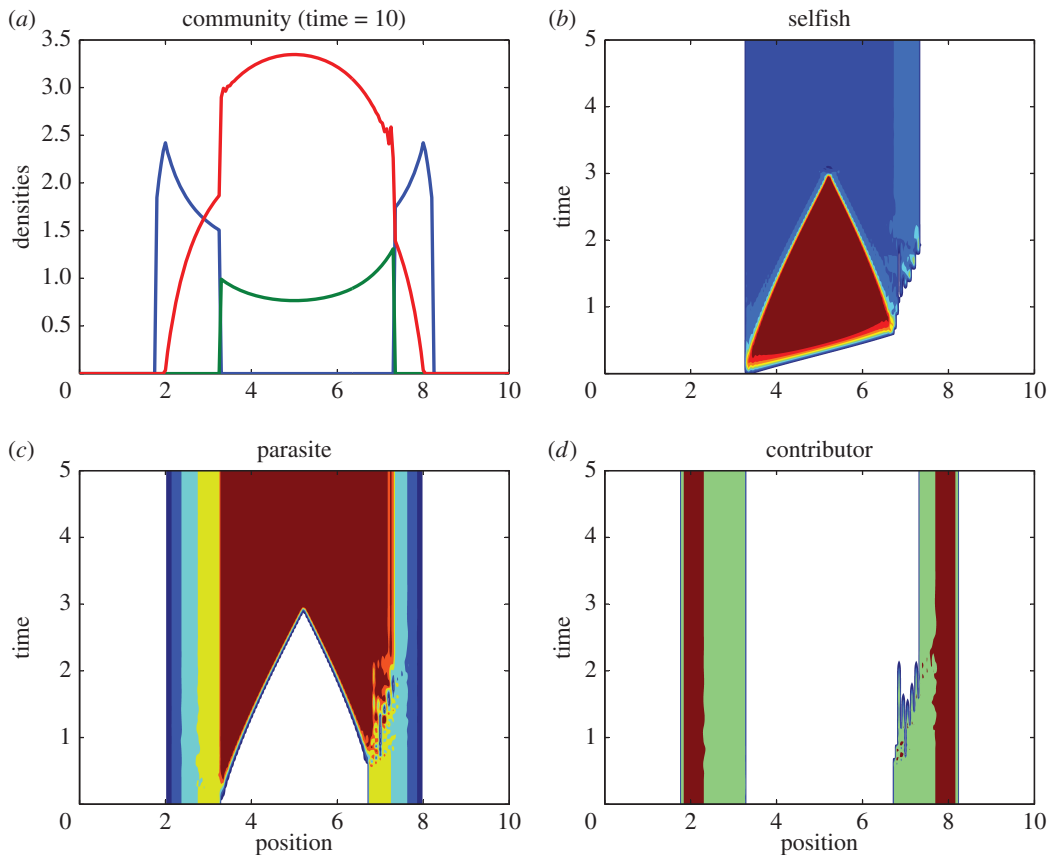 (a) community (time = 10)
3.5
3.0
2.5
2.0
1.5
1.0
0.5
densities
0 2 4 6 8 10
(b) selfish
5
4
3
2
1
time
0 2 4 6 8 10
(c) parasite
5
4
3
2
1
time
0 2 4 6 8 10
position
(d) contributor
5
4
3
2
1
time
0 2 4 6 8 10
position